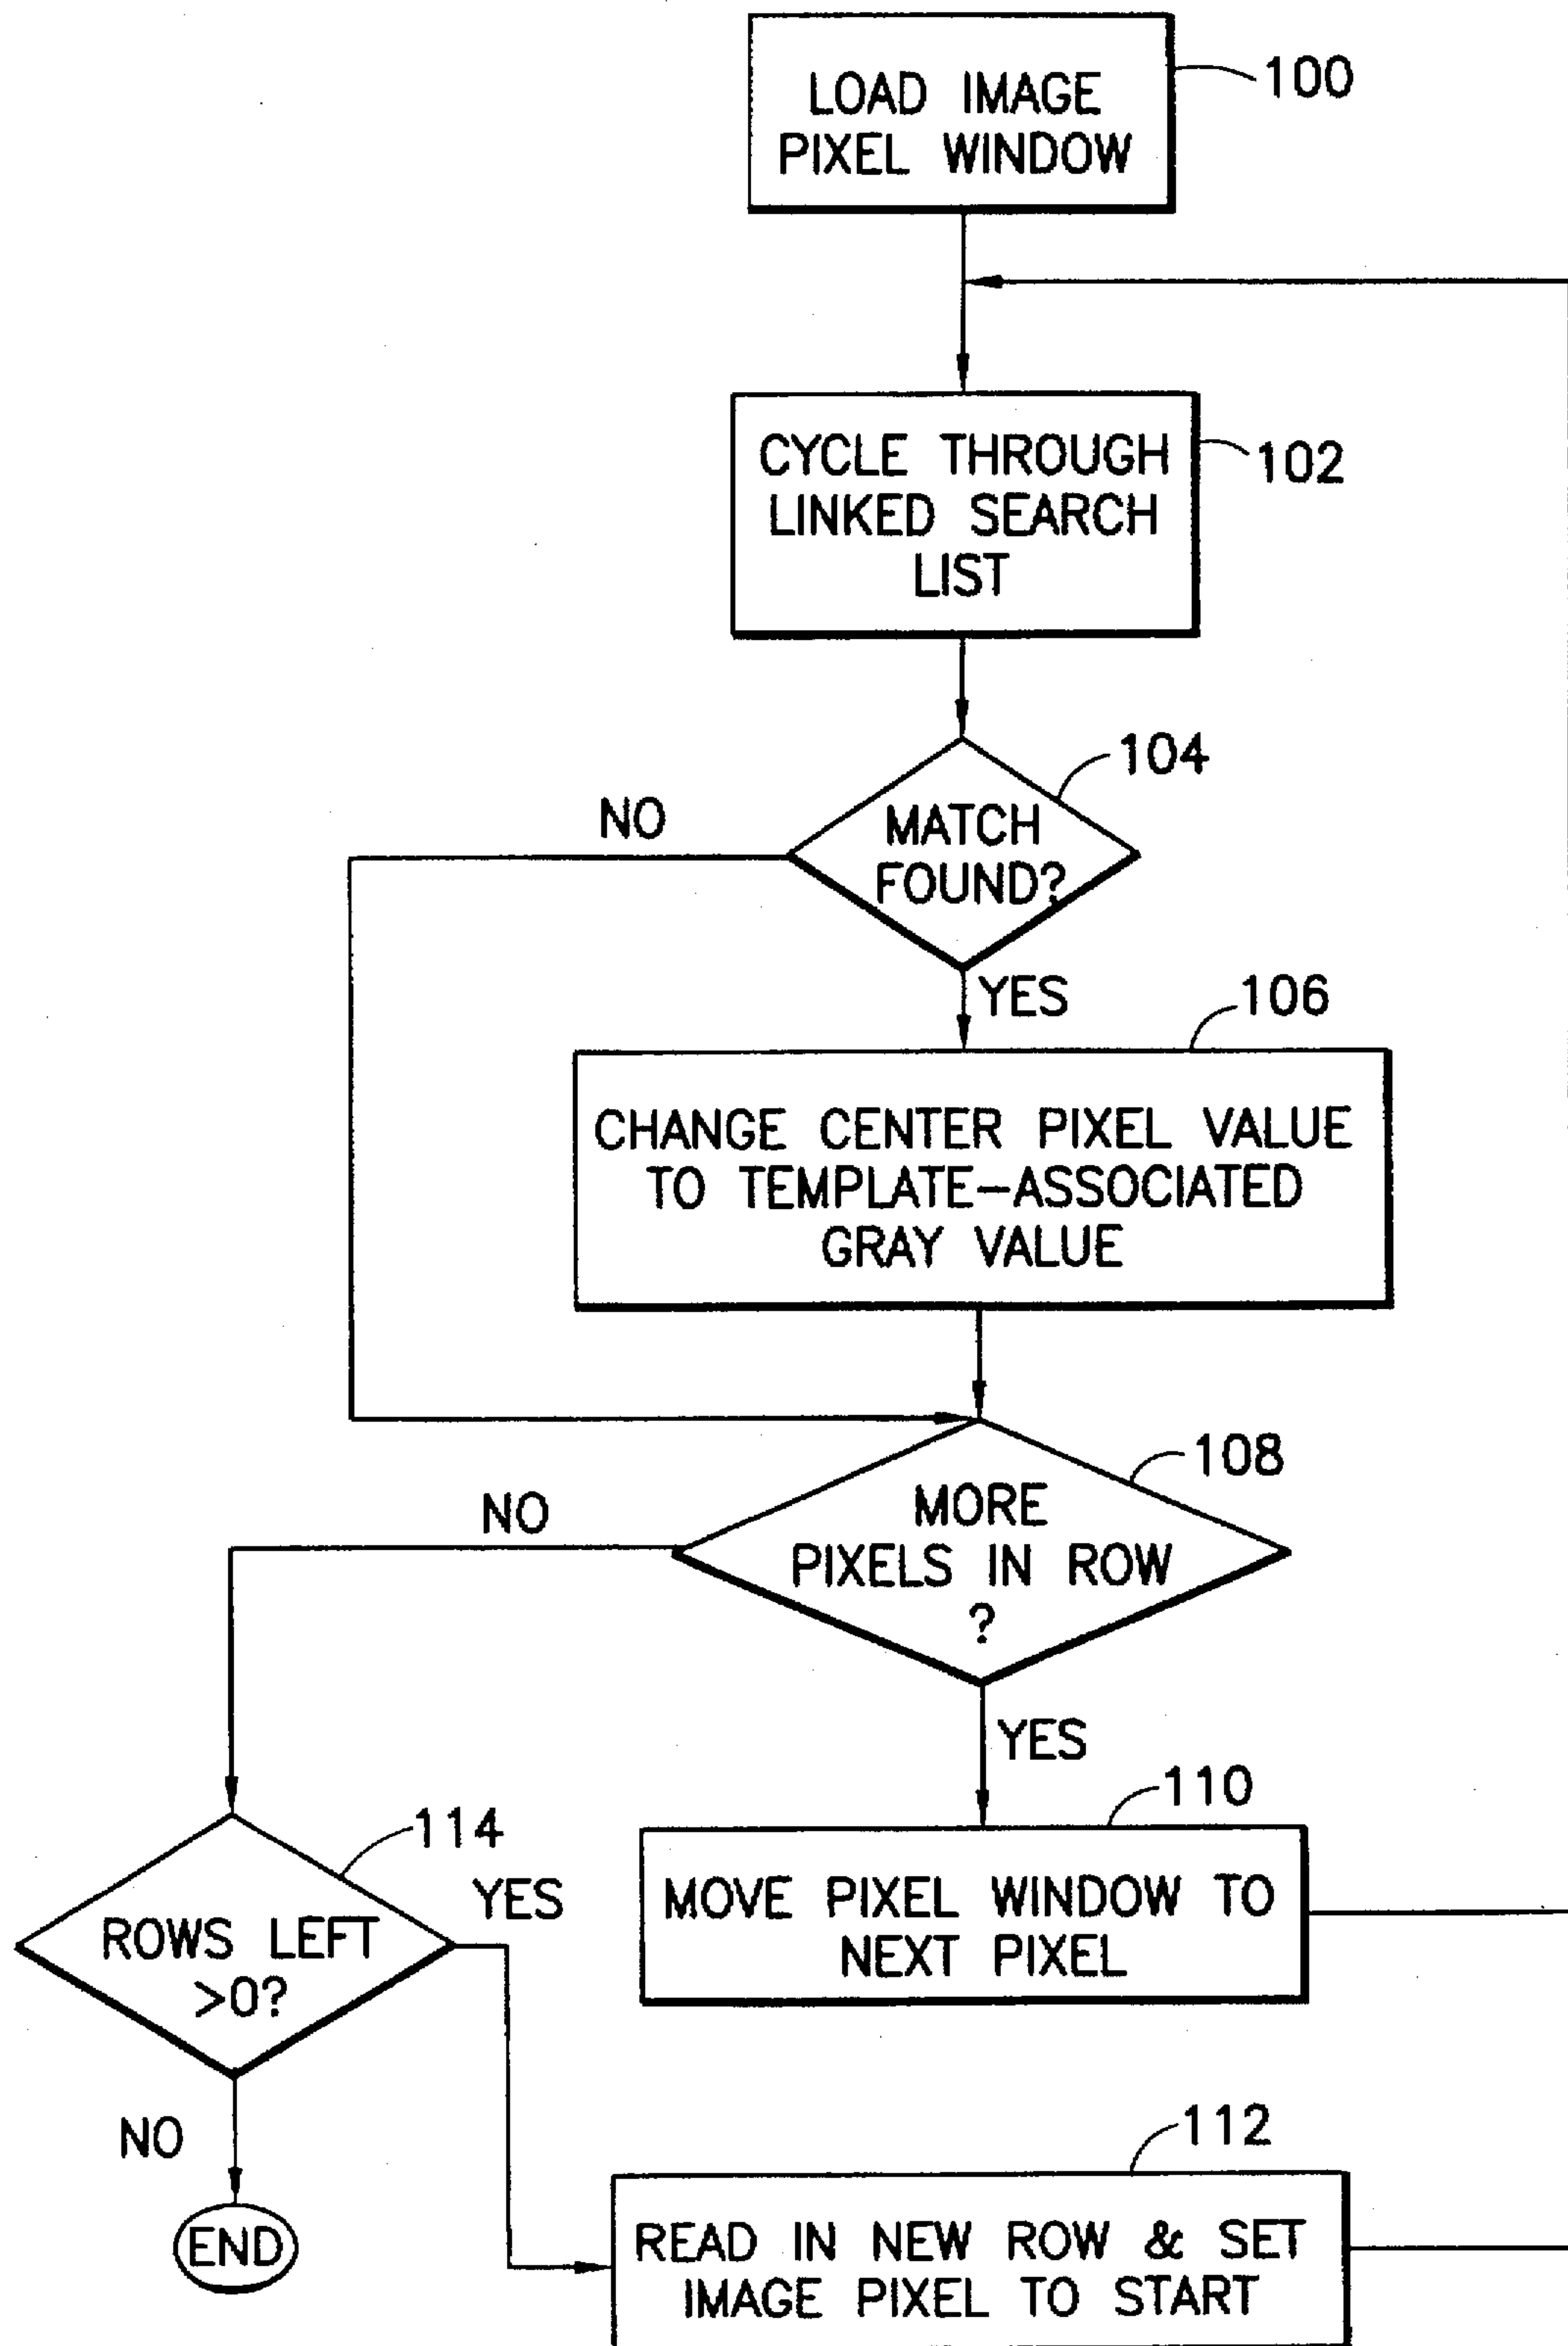 LOAD IMAGE
PIXEL WINDOW
100
CYCLE THROUGH
LINKED SEARCH
LIST
102
104
MATCH
FOUND?
NO
YES
106
CHANGE CENTER PIXEL VALUE
TO TEMPLATE-ASSOCIATED
GRAY VALUE
108
MORE
PIXELS IN ROW
?
NO
YES
110
MOVE PIXEL WINDOW TO
NEXT PIXEL
114
ROWS LEFT
>0?
YES
NO
END
112
READ IN NEW ROW & SET
IMAGE PIXEL TO START